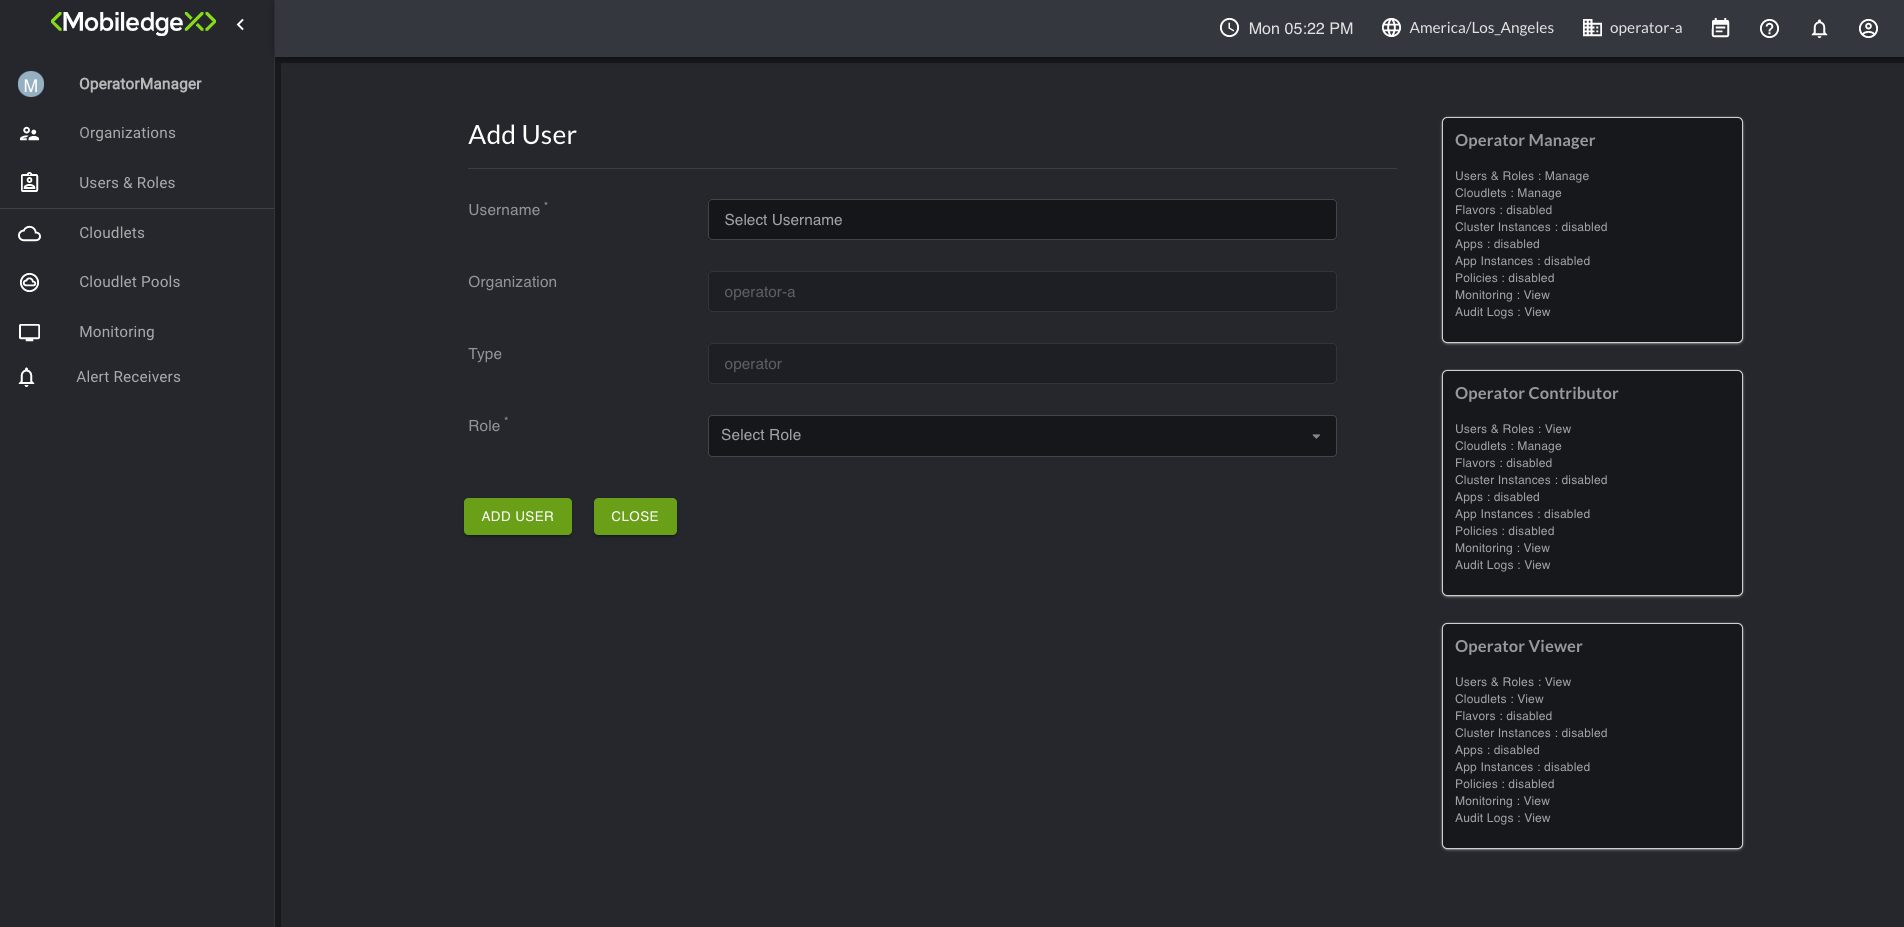 <MobiledgeX>
Mon 05:22 PM
America/Los_Angeles
operator-a
M
OperatorManager
Organizations
Users & Roles
Cloudlets
Cloudlet Pools
Monitoring
Alert Receivers
Add User
Username *
Select Username
Organization
operator-a
Type
operator
Role *
Select Role
ADD USER
CLOSE
Operator Manager
Users & Roles : Manage
Cloudlets : Manage
Flavors : disabled
Cluster Instances : disabled
Apps : disabled
App Instances : disabled
Policies : disabled
Monitoring : View
Audit Logs : View
Operator Contributor
Users & Roles : View
Cloudlets : Manage
Flavors : disabled
Cluster Instances : disabled
Apps : disabled
App Instances : disabled
Policies : disabled
Monitoring : View
Audit Logs : View
Operator Viewer
Users & Roles : View
Cloudlets : View
Flavors : disabled
Cluster Instances : disabled
Apps : disabled
App Instances : disabled
Policies : disabled
Monitoring : View
Audit Logs : View